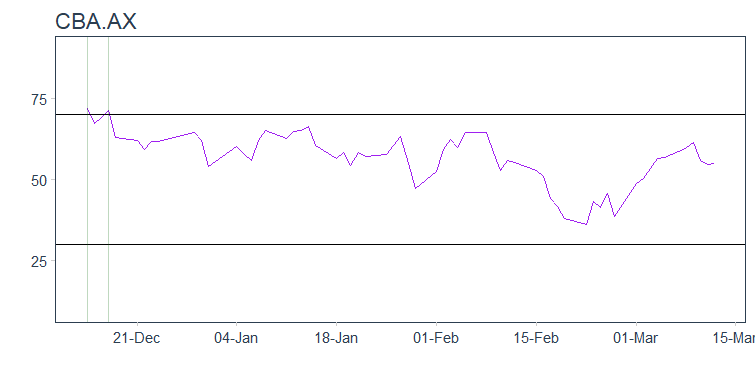 CBA.AX
75
50
25
21-Dec
04-Jan
18-Jan
01-Feb
15-Feb
01-Mar
15-Mar